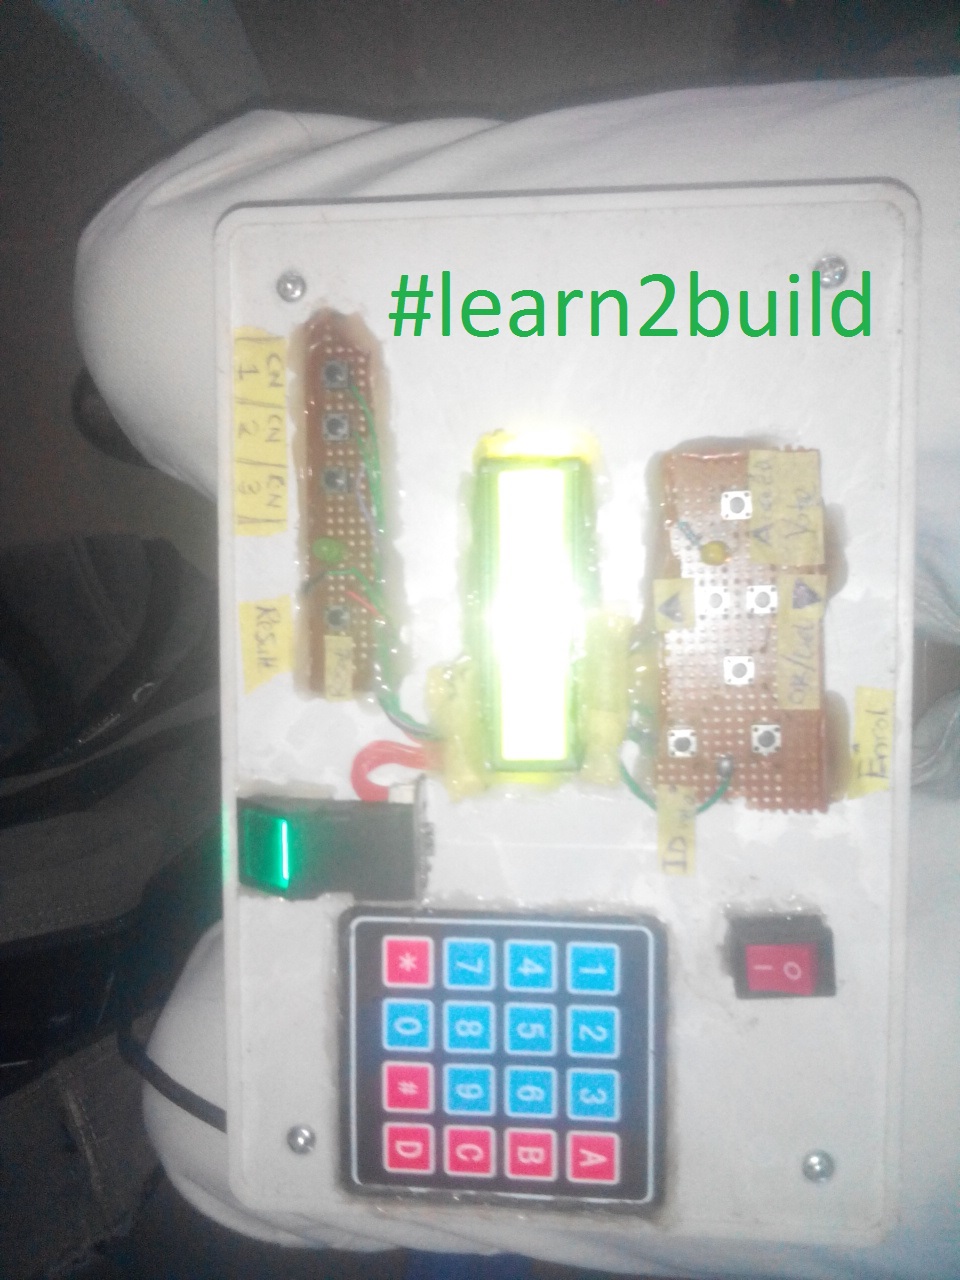 #learn2build
CN CN CN
1 2 3
Result
Vote
OK/
Enrol
ID
1 2 3 A
4 5 6 B
7 8 9 C
* 0 # D
O I